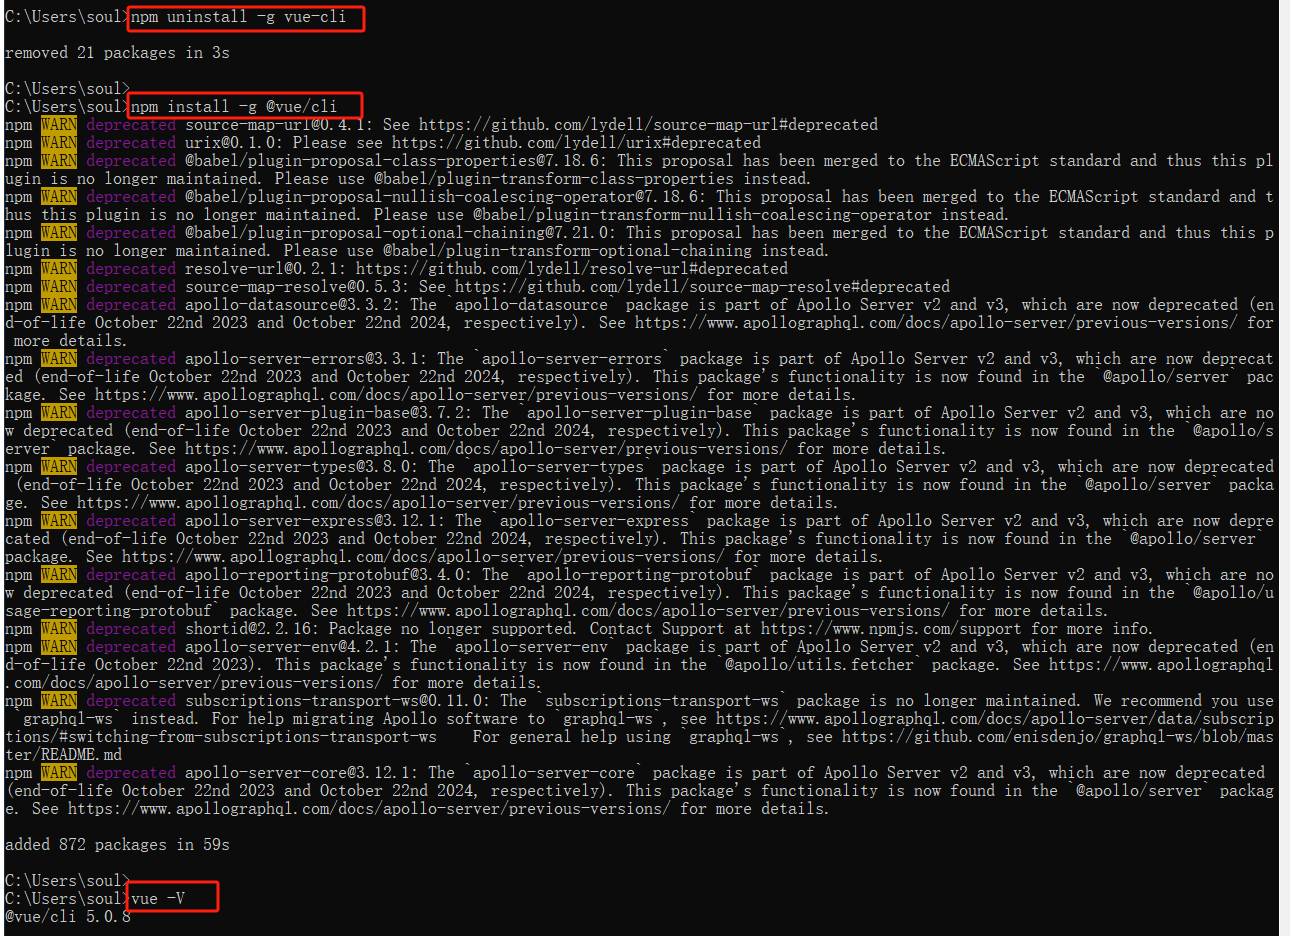 C:\Users\soul>npm uninstall -g vue-cli
removed 21 packages in 3s
C:\Users\soul>
C:\Users\soul>npm install -g @vue/cli
npm WARN deprecated source-map-url@0.4.1: See https://github.com/lydell/source-map-url#deprecated
npm WARN deprecated urix@0.1.0: Please see https://github.com/lydell/urix#deprecated
npm WARN deprecated @babel/plugin-proposal-class-properties@7.18.6: This proposal has been merged to the ECMAScript standard and thus this pl
ugin is no longer maintained. Please use @babel/plugin-transform-class-properties instead.
npm WARN deprecated @babel/plugin-proposal-nullish-coalescing-operator@7.18.6: This proposal has been merged to the ECMAScript standard and t
hus this plugin is no longer maintained. Please use @babel/plugin-transform-nullish-coalescing-operator instead.
npm WARN deprecated @babel/plugin-proposal-optional-chaining@7.21.0: This proposal has been merged to the ECMAScript standard and thus this p
lugin is no longer maintained. Please use @babel/plugin-transform-optional-chaining instead.
npm WARN deprecated resolve-url@0.2.1: https://github.com/lydell/resolve-url#deprecated
npm WARN deprecated source-map-resolve@0.5.3: See https://github.com/lydell/source-map-resolve#deprecated
npm WARN deprecated apollo-datasource@3.3.2: The `apollo-datasource` package is part of Apollo Server v2 and v3, which are now deprecated (en
d-of-life October 22nd 2023 and October 22nd 2024, respectively). See https://www.apollographql.com/docs/apollo-server/previous-versions/ for
more details.
npm WARN deprecated apollo-server-errors@3.3.1: The `apollo-server-errors` package is part of Apollo Server v2 and v3, which are now deprecat
ed (end-of-life October 22nd 2023 and October 22nd 2024, respectively). This package's functionality is now found in the `@apollo/server` pac
kage. See https://www.apollographql.com/docs/apollo-server/previous-versions/ for more details.
npm WARN deprecated apollo-server-plugin-base@3.7.2: The `apollo-server-plugin-base` package is part of Apollo Server v2 and v3, which are no
w deprecated (end-of-life October 22nd 2023 and October 22nd 2024, respectively). This package's functionality is now found in the `@apollo/s
erver` package. See https://www.apollographql.com/docs/apollo-server/previous-versions/ for more details.
npm WARN deprecated apollo-server-types@3.8.0: The `apollo-server-types` package is part of Apollo Server v2 and v3, which are now deprecated
(end-of-life October 22nd 2023 and October 22nd 2024, respectively). This package's functionality is now found in the `@apollo/server` packa
ge. See https://www.apollographql.com/docs/apollo-server/previous-versions/ for more details.
npm WARN deprecated apollo-server-express@3.12.1: The `apollo-server-express` package is part of Apollo Server v2 and v3, which are now depre
cated (end-of-life October 22nd 2023 and October 22nd 2024, respectively). This package's functionality is now found in the `@apollo/server`
package. See https://www.apollographql.com/docs/apollo-server/previous-versions/ for more details.
npm WARN deprecated apollo-reporting-protobuf@3.4.0: The `apollo-reporting-protobuf` package is part of Apollo Server v2 and v3, which are no
w deprecated (end-of-life October 22nd 2023 and October 22nd 2024, respectively). This package's functionality is now found in the `@apollo/u
sage-reporting-protobuf` package. See https://www.apollographql.com/docs/apollo-server/previous-versions/ for more details.
npm WARN deprecated shortid@2.2.16: Package no longer supported. Contact Support at https://www.npmjs.com/support for more info.
npm WARN deprecated apollo-server-env@4.2.1: The `apollo-server-env` package is part of Apollo Server v2 and v3, which are now deprecated (en
d-of-life October 22nd 2023). This package's functionality is now found in the `@apollo/utils.fetcher` package. See https://www.apollographql
.com/docs/apollo-server/previous-versions/ for more details.
npm WARN deprecated subscriptions-transport-ws@0.11.0: The `subscriptions-transport-ws` package is no longer maintained. We recommend you use
`graphql-ws` instead. For help migrating Apollo software to `graphql-ws`, see https://www.apollographql.com/docs/apollo-server/data/subscrip
tions/#switching-from-subscriptions-transport-ws    For general help using `graphql-ws`, see https://github.com/enisdenjo/graphql-ws/blob/mas
ter/README.md
npm WARN deprecated apollo-server-core@3.12.1: The `apollo-server-core` package is part of Apollo Server v2 and v3, which are now deprecated
(end-of-life October 22nd 2023 and October 22nd 2024, respectively). This package's functionality is now found in the `@apollo/server` packag
e. See https://www.apollographql.com/docs/apollo-server/previous-versions/ for more details.
added 872 packages in 59s
C:\Users\soul>
C:\Users\soul>vue -V
@vue/cli 5.0.8